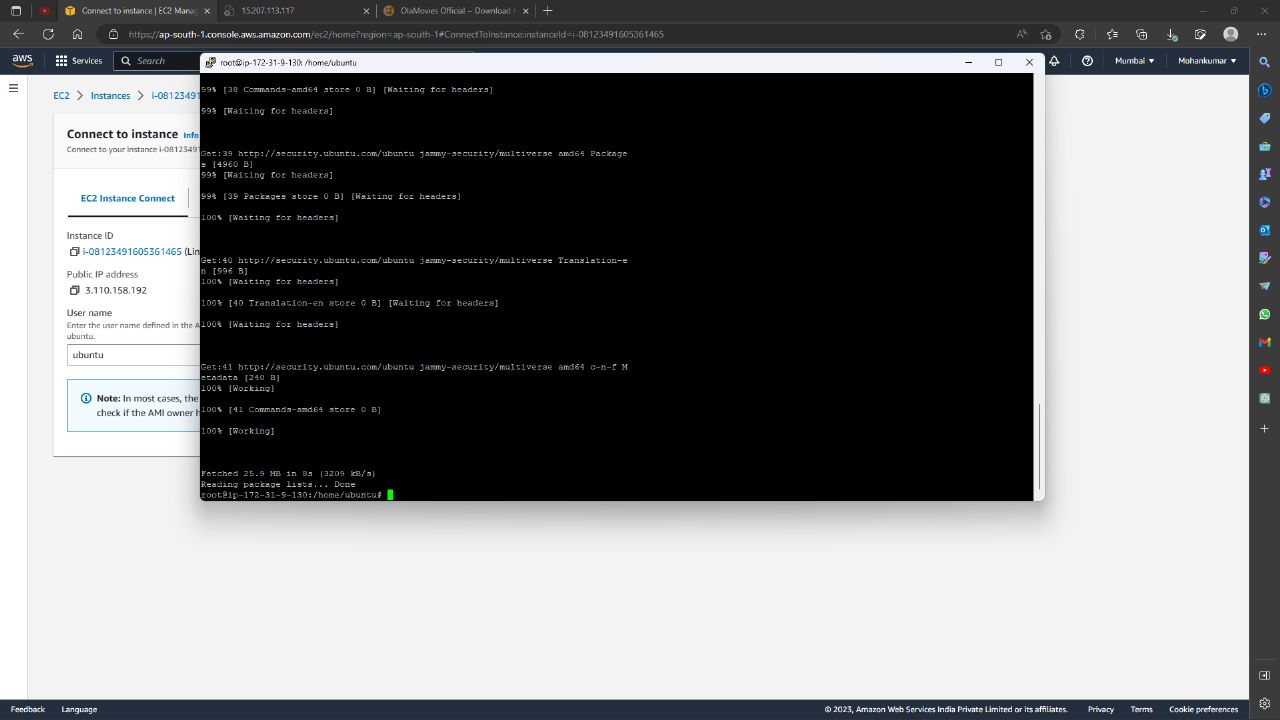 Connect to instance | EC2 Manag
15.207.113.117
OlaMovies Official – Download
https://ap-south-1.console.aws.amazon.com/ec2/home?region=ap-south-1#ConnectToInstance:instanceId=i-08123491605361465
aws
Services
Search
Mumbai
Mohankumar
root@ip-172-31-9-130: /home/ubuntu
EC2
Instances
i-08123491
Connect to instance Info
Connect to your instance i-0812349
EC2 Instance Connect
Instance ID
i-08123491605361465 (Lin
Public IP address
3.110.158.192
User name
Enter the user name defined in the A
ubuntu.
ubuntu
Note: In most cases, the
check if the AMI owner h
99% [38 Commands-amd64 store 0 B] [Waiting for headers]
99% [Waiting for headers]
Get:39 http://security.ubuntu.com/ubuntu jammy-security/multiverse amd64 Package
s [4960 B]
99% [Waiting for headers]
99% [39 Packages store 0 B] [Waiting for headers]
100% [Waiting for headers]
Get:40 http://security.ubuntu.com/ubuntu jammy-security/multiverse Translation-e
n [996 B]
100% [Waiting for headers]
100% [40 Translation-en store 0 B] [Waiting for headers]
100% [Waiting for headers]
Get:41 http://security.ubuntu.com/ubuntu jammy-security/multiverse amd64 c-n-f M
etadata [240 B]
100% [Working]
100% [41 Commands-amd64 store 0 B]
100% [Working]
Fetched 25.9 MB in 8s (3209 kB/s)
Reading package lists... Done
root@ip-172-31-9-130:/home/ubuntu#
Feedback
Language
© 2023, Amazon Web Services India Private Limited or its affiliates.
Privacy
Terms
Cookie preferences